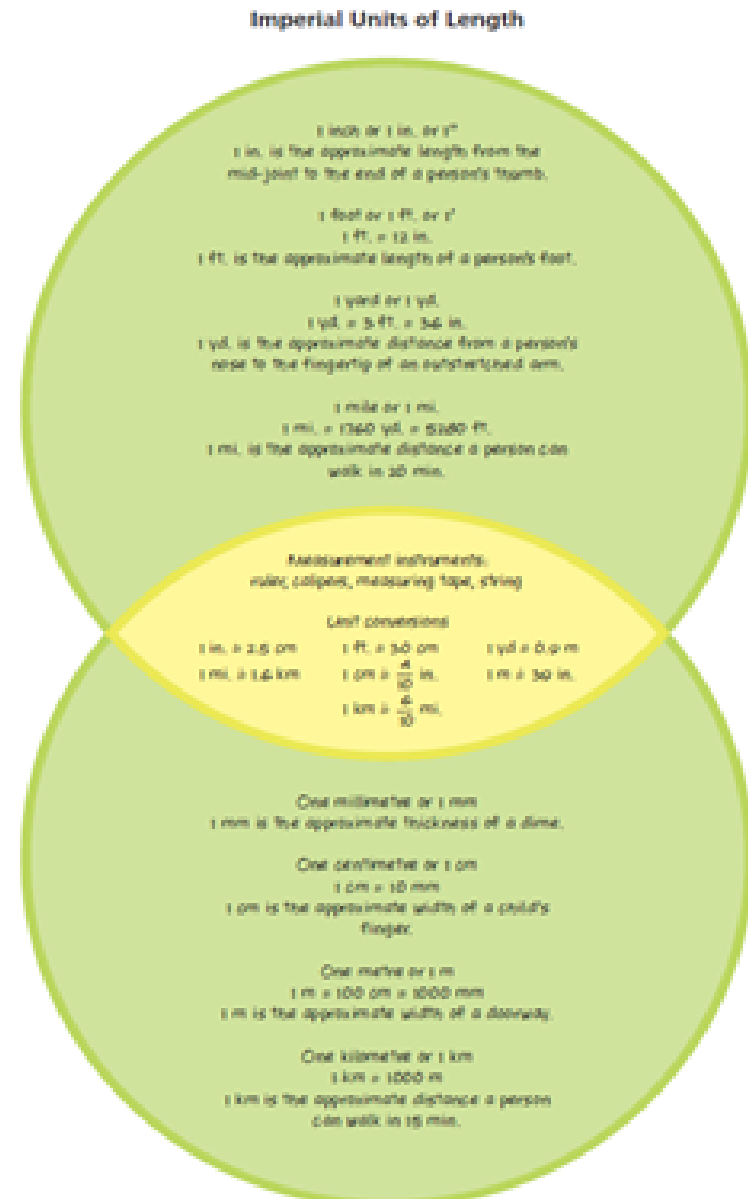 Imperial Units of Length
1 inch or 1 in. or 1"
1 in. is the approximate length from the
mid-joint to the end of a person's thumb.
1 foot or 1 ft. or 1'
1 ft. = 12 in.
1 ft. is the approximate length of a person's foot.
1 yard or 1 yd.
1 yd. = 3 ft. = 36 in.
1 yd. is the approximate distance from a person's
nose to the fingertip of an outstretched arm.
1 mile or 1 mi.
1 mi. = 1760 yd. = 5280 ft.
1 mi. is the approximate distance a person can
walk in 20 min.
Measurement instruments:
ruler, calipers, measuring tape, string
Unit conversions
1 in. ≐ 2.5 cm 1 ft. ≐ 30 cm 1 yd ≐ 0.9 m
1 mi. ≐ 1.6 km 1 cm ≐ 4/10 in. 1 m ≐ 39 in.
1 km ≐ 6/10 mi.
One millimetre or 1 mm
1 mm is the approximate thickness of a dime.
One centimetre or 1 cm
1 cm = 10 mm
1 cm is the approximate width of a child's
finger.
One metre or 1 m
1 m = 100 cm = 1000 mm
1 m is the approximate width of a doorway.
One kilometre or 1 km
1 km = 1000 m
1 km is the approximate distance a person
can walk in 15 min.